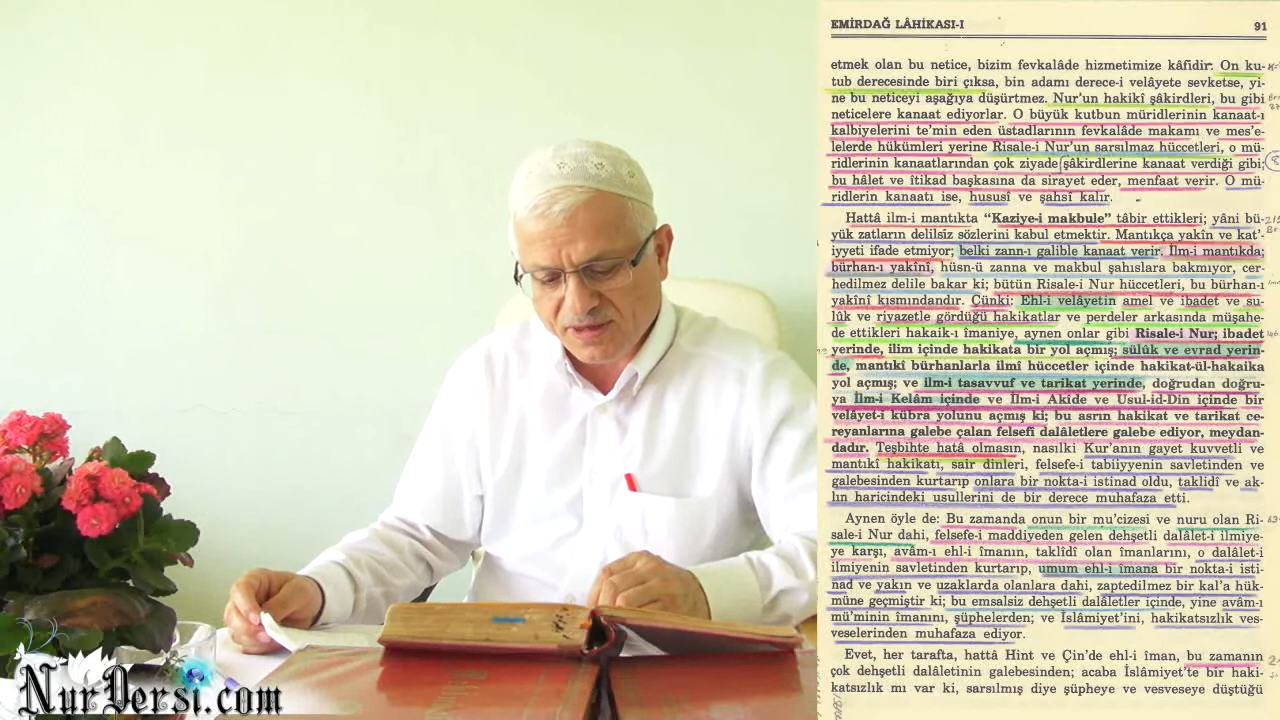 EMİRDAĞ LÂHİKASI-I 91
etmek olan bu netice, bizim fevkalâde hizmetimize kâfidir. On ku-
tub derecesinde biri çıksa, bin adamı derece-i velâyete sevketse, yi-
ne bu neticeyi aşağıya düşürtmez. Nur'un hakikî şâkirdleri, bu gibi
neticelere kanaat ediyorlar. O büyük kutbun müridlerinin kanaat-ı
kalbiyelerini te'min eden üstadlarının fevkalâde makamı ve mes'e-
lelerde hükümleri yerine Risale-i Nur'un sarsılmaz hüccetleri, o mü-
ridlerinin kanaatlarından çok ziyade şâkirdlerine kanaat verdiği gibi;
bu hâlet ve îtikad başkasına da sirayet eder, menfaat verir. O mü-
ridlerin kanaatı ise, hususî ve şahsî kalır.
Hattâ ilm-i mantıkta "Kaziye-i makbule" tâbir ettikleri; yâni bü-
yük zatların delilsiz sözlerini kabul etmektir. Mantıkça yakîn ve kat'-
iyyeti ifade etmiyor; belki zann-ı galible kanaat verir. İlm-i mantıkda;
bürhan-ı yakînî, hüsn-ü zanna ve makbul şahıslara bakmıyor, cer-
hedilmez delile bakar ki; bütün Risale-i Nur hüccetleri, bu bürhan-ı
yakînî kısmındandır. Çünki: Ehl-i velâyetin amel ve ibadet ve su-
lûk ve riyazetle gördüğü hakikatlar ve perdeler arkasında müşahe-
de ettikleri hakaik-ı îmaniye, aynen onlar gibi Risale-i Nur; ibadet
yerinde, ilim içinde hakikata bir yol açmış; sülûk ve evrad yerin-
de, mantıkî bürhanlarla ilmî hüccetler içinde hakikat-ül-hakaika
yol açmış; ve ilm-i tasavvuf ve tarikat yerinde, doğrudan doğru-
ya İlm-i Kelâm içinde ve İlm-i Akîde ve Usul-id-Din içinde bir
velâyet-i kübra yolunu açmış ki; bu asrın hakikat ve tarikat ce-
reyanlarına galebe çalan felsefî dalâletlere galebe ediyor, meydan-
dadır. Teşbihte hatâ olmasın, nasılki Kur'anın gayet kuvvetli ve
mantıkî hakikatı, sair dinleri, felsefe-i tabiiyyenin savletinden ve
galebesinden kurtarıp onlara bir nokta-i istinad oldu, taklidî ve ak-
lın haricindeki usullerini de bir derece muhafaza etti.
Aynen öyle de: Bu zamanda onun bir mu'cizesi ve nuru olan Ri-
sale-i Nur dahi, felsefe-i maddiyeden gelen dehşetli dalâlet-i ilmiye-
ye karşı, avâm-ı ehl-i îmanın, taklîdî olan îmanlarını, o dalâlet-i
ilmiyenin savletinden kurtarıp, umum ehl-i îmana bir nokta-i isti-
nad ve yakın ve uzaklarda olanlara dahi, zaptedilmez bir kal'a hük-
müne geçmiştir ki; bu emsalsiz dehşetli dalâletler içinde, yine avâm-ı
mü'minin imanını, şüphelerden; ve İslâmiyet'ini, hakikatsızlık ves-
veselerinden muhafaza ediyor.
Evet, her tarafta, hattâ Hint ve Çin'de ehl-i îman, bu zamanın
çok dehşetli dalâletinin galebesinden; acaba İslâmiyet'te bir haki-
katsızlık mı var ki, sarsılmış diye şüpheye ve vesveseye düştüğü
NurDersi.com